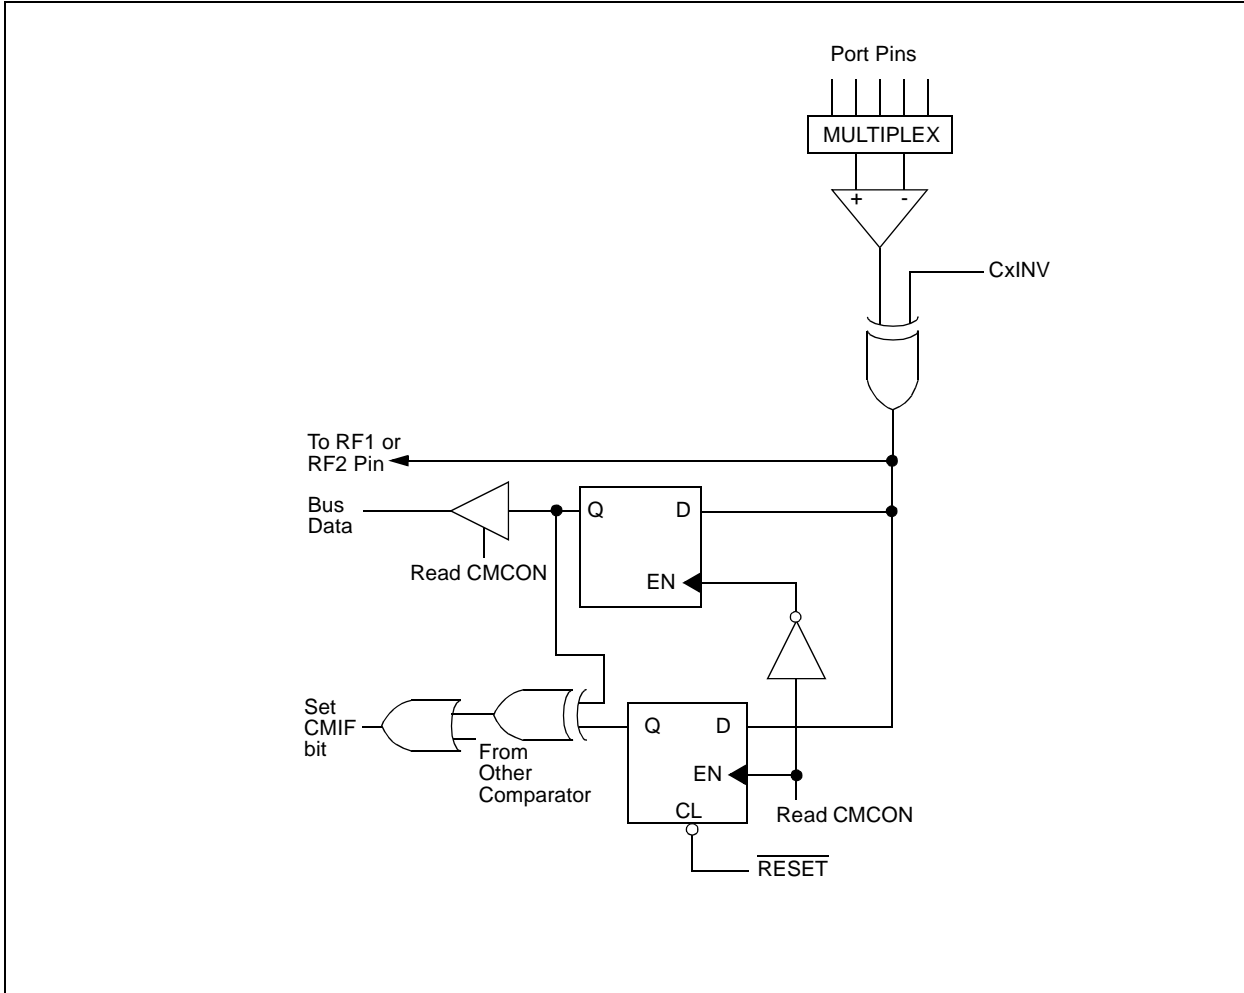 Port Pins
MULTIPLEX
+ -
CxINV
To RF1 or
RF2 Pin
Bus
Data
Q D
EN
Read CMCON
Set
CMIF
bit
Q D
From
Other
Comparator
EN
CL
Read CMCON
RESET